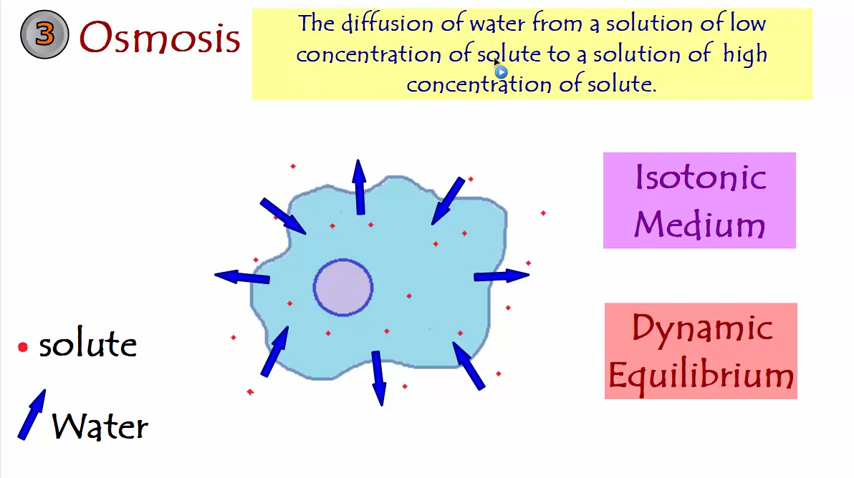 3 Osmosis
The diffusion of water from a solution of low
concentration of solute to a solution of high
concentration of solute.
Isotonic
Medium
Dynamic
Equilibrium
solute
Water